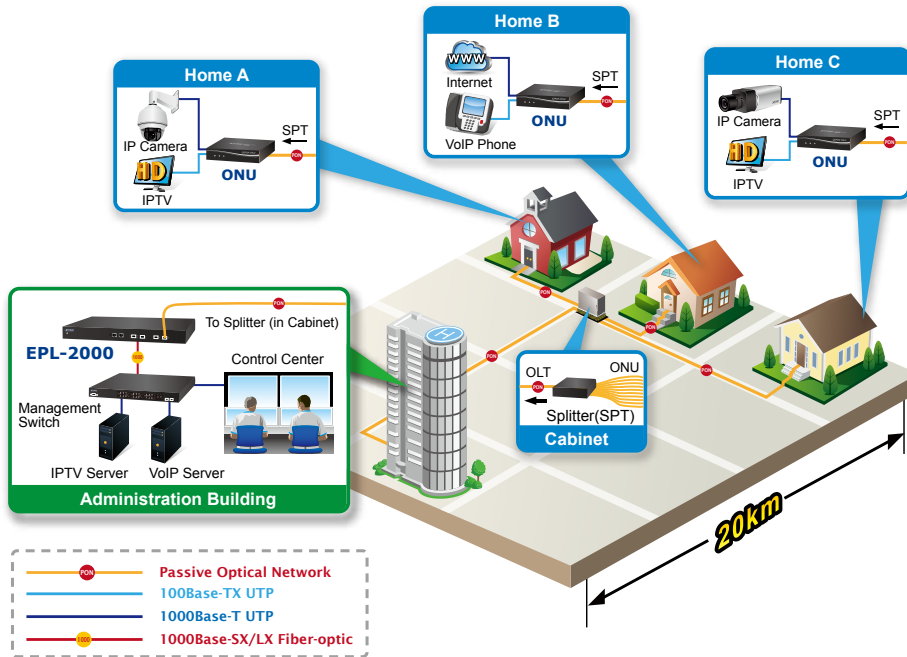 Home B
WWW
Internet
VoIP Phone
ONU
SPT
PON
Home A
IP Camera
HD
IPTV
ONU
SPT
PON
Home C
IP Camera
HD
IPTV
ONU
SPT
PON
PON
To Splitter (in Cabinet)
EPL-2000
1000
Control Center
Management
Switch
IPTV Server
VoIP Server
Administration Building
H
PON
PON
PON
PON
OLT
PON
ONU
Splitter(SPT)
Cabinet
20km
PON
Passive Optical Network
100Base-TX UTP
1000Base-T UTP
1000
1000Base-SX/LX Fiber-optic